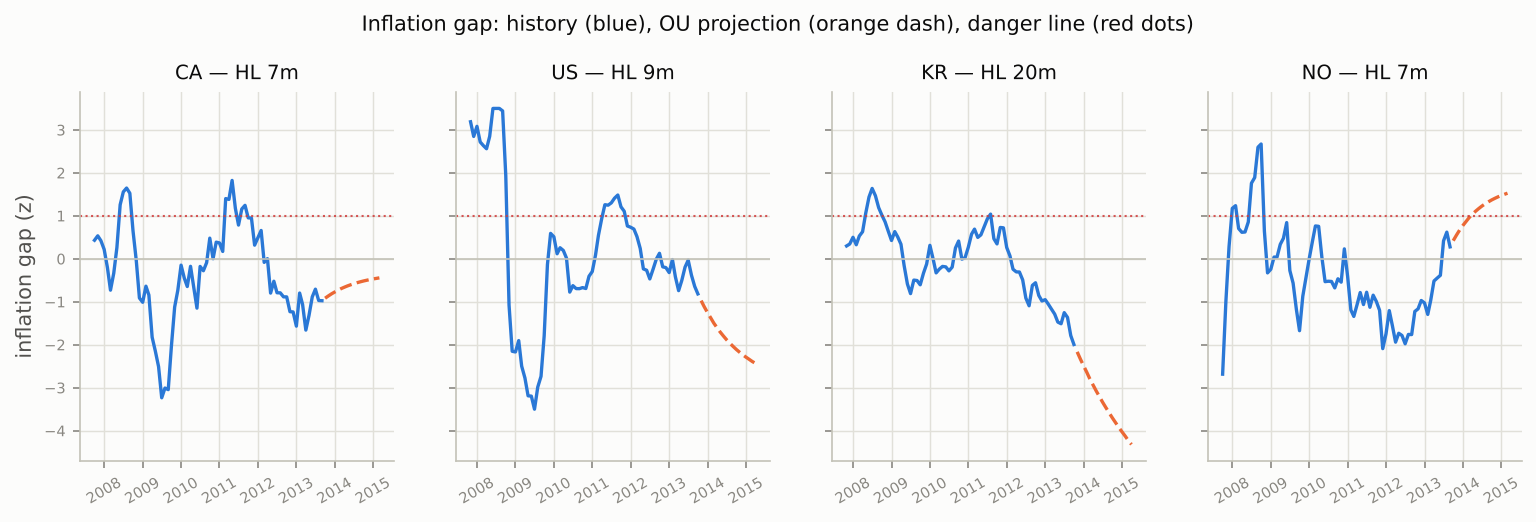 Inflation gap: history (blue), OU projection (orange dash), danger line (red dots)
CA — HL 7m
US — HL 9m
KR — HL 20m
NO — HL 7m
inflation gap (z)
3
2
1
0
−1
−2
−3
−4
2008 2009 2010 2011 2012 2013 2014 2015
2008 2009 2010 2011 2012 2013 2014 2015
2008 2009 2010 2011 2012 2013 2014 2015
2008 2009 2010 2011 2012 2013 2014 2015